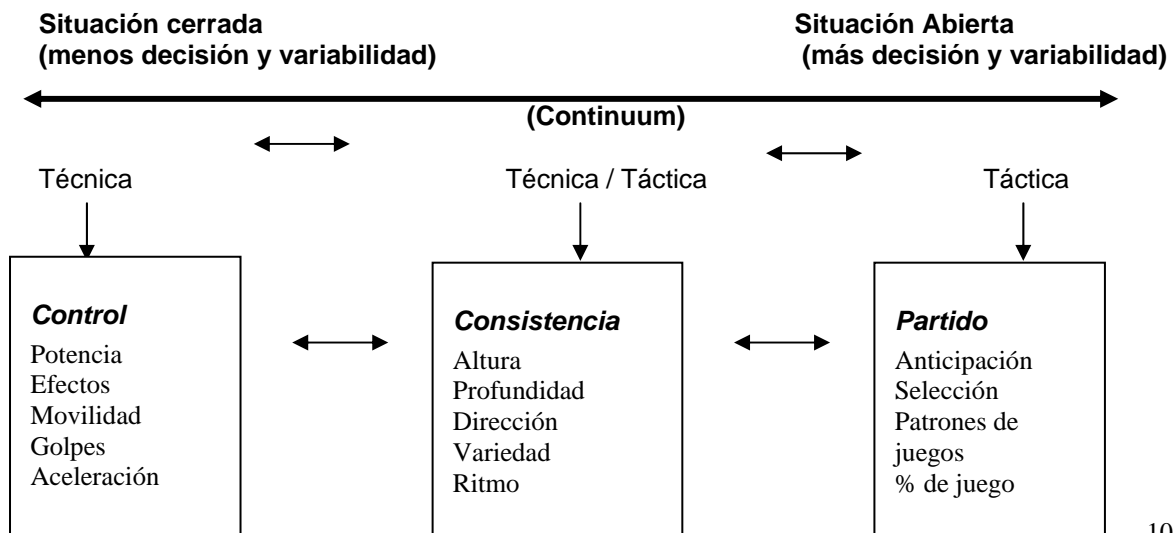 Situación cerrada
(menos decisión y variabilidad)
Situación Abierta
(más decisión y variabilidad)
(Continuum)
Técnica
Técnica / Táctica
Táctica
Control
Potencia
Efectos
Movilidad
Golpes
Aceleración
Consistencia
Altura
Profundidad
Dirección
Variedad
Ritmo
Partido
Anticipación
Selección
Patrones de
juegos
% de juego
10